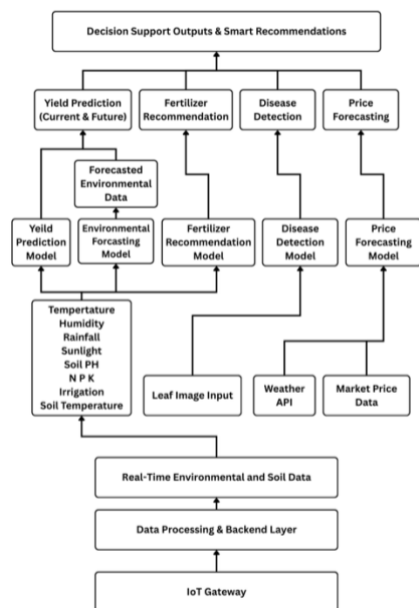 Decision Support Outputs & Smart Recommendations
Yield Prediction
(Current & Future)
Fertilizer
Recommendation
Disease
Detection
Price
Forecasting
Forecasted
Environmental
Data
Yeild
Prediction
Model
Environmental
Forcasting
Model
Fertilizer
Recommendation
Model
Disease
Detection
Model
Price
Forecasting
Model
Tempertature
Humidity
Rainfall
Sunlight
Soil PH
N P K
Irrigation
Soil Temperature
Leaf Image Input
Weather
API
Market Price
Data
Real-Time Environmental and Soil Data
Data Processing & Backend Layer
IoT Gateway